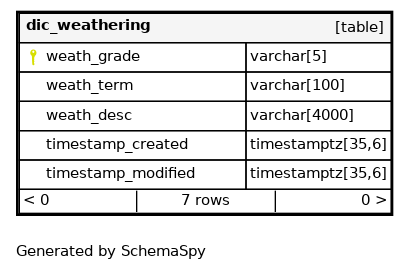 dic_weathering [table]
weath_grade varchar[5]
weath_term varchar[100]
weath_desc varchar[4000]
timestamp_created timestamptz[35,6]
timestamp_modified timestamptz[35,6]
< 0 7 rows 0 >
Generated by SchemaSpy